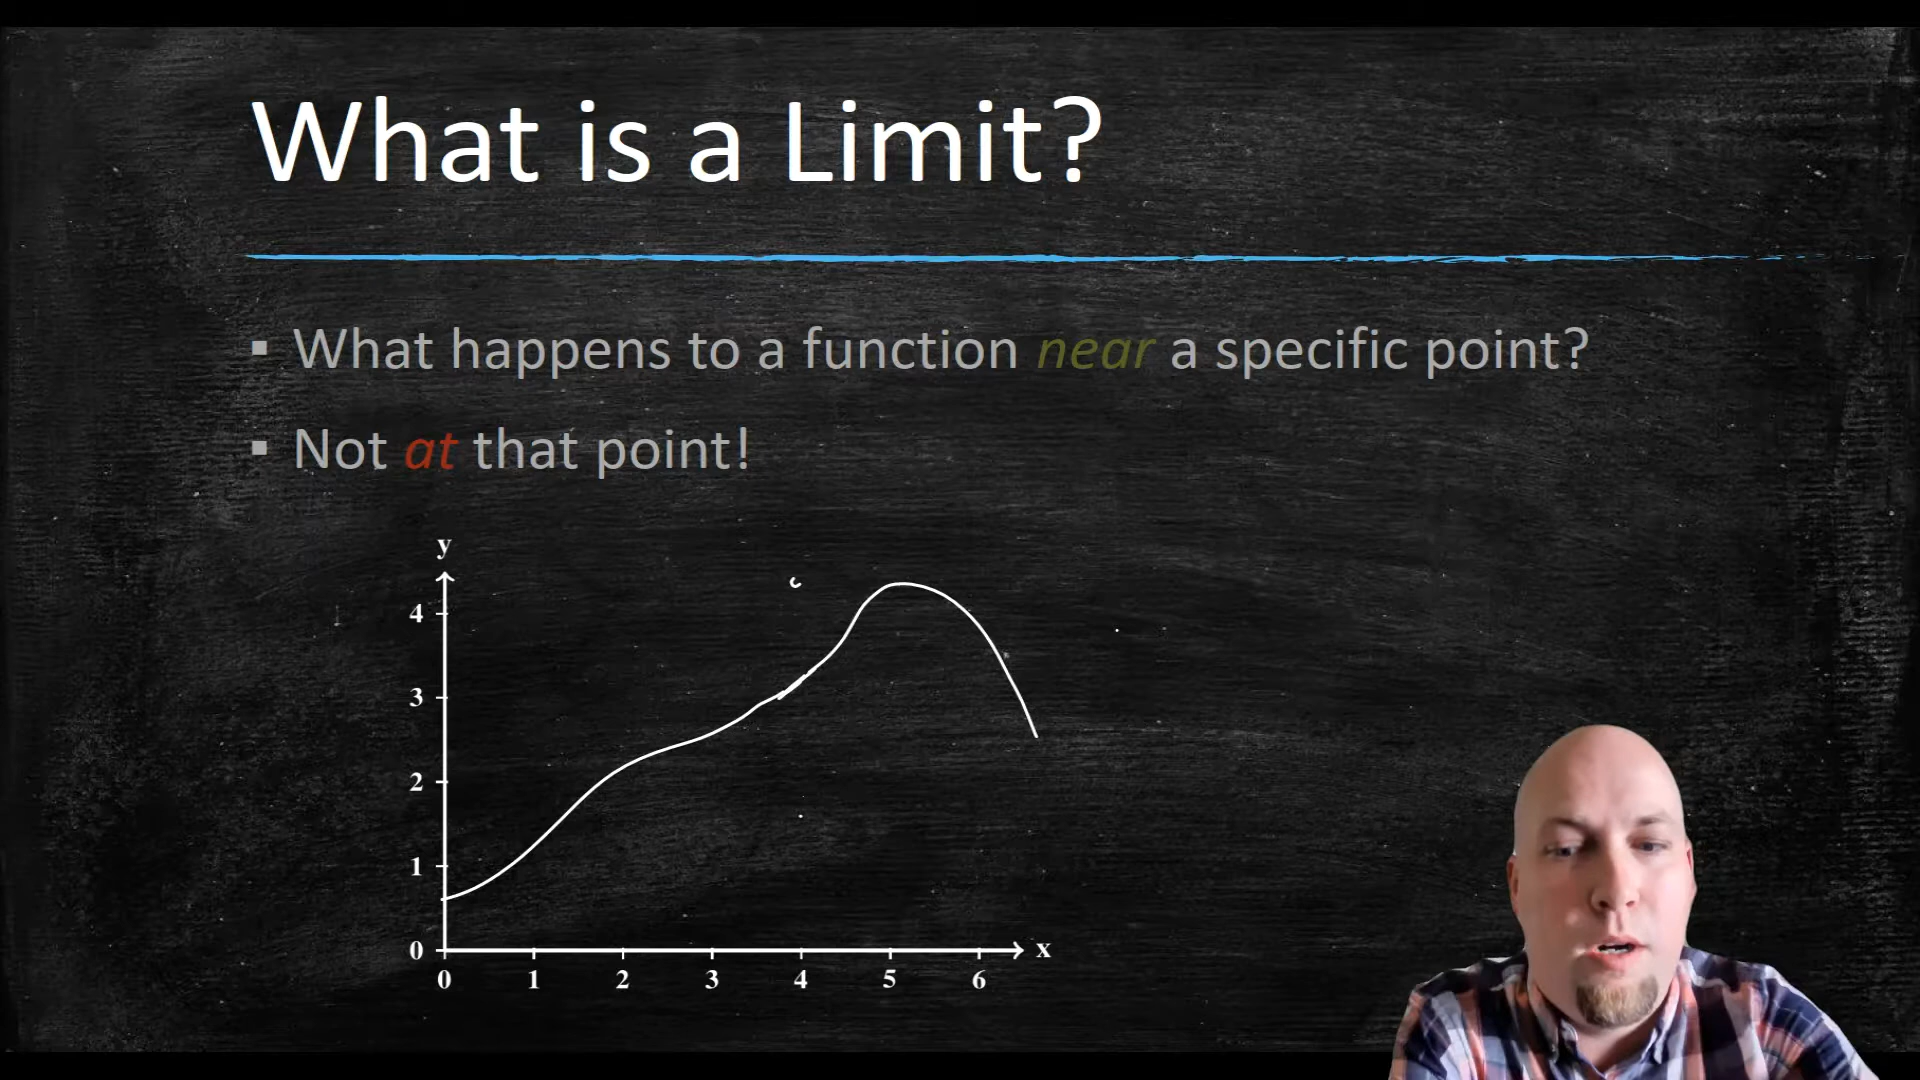 What is a Limit?
▪ What happens to a function near a specific point?
▪ Not at that point!
y
4
3
2
1
0
0 1 2 3 4 5 6
x